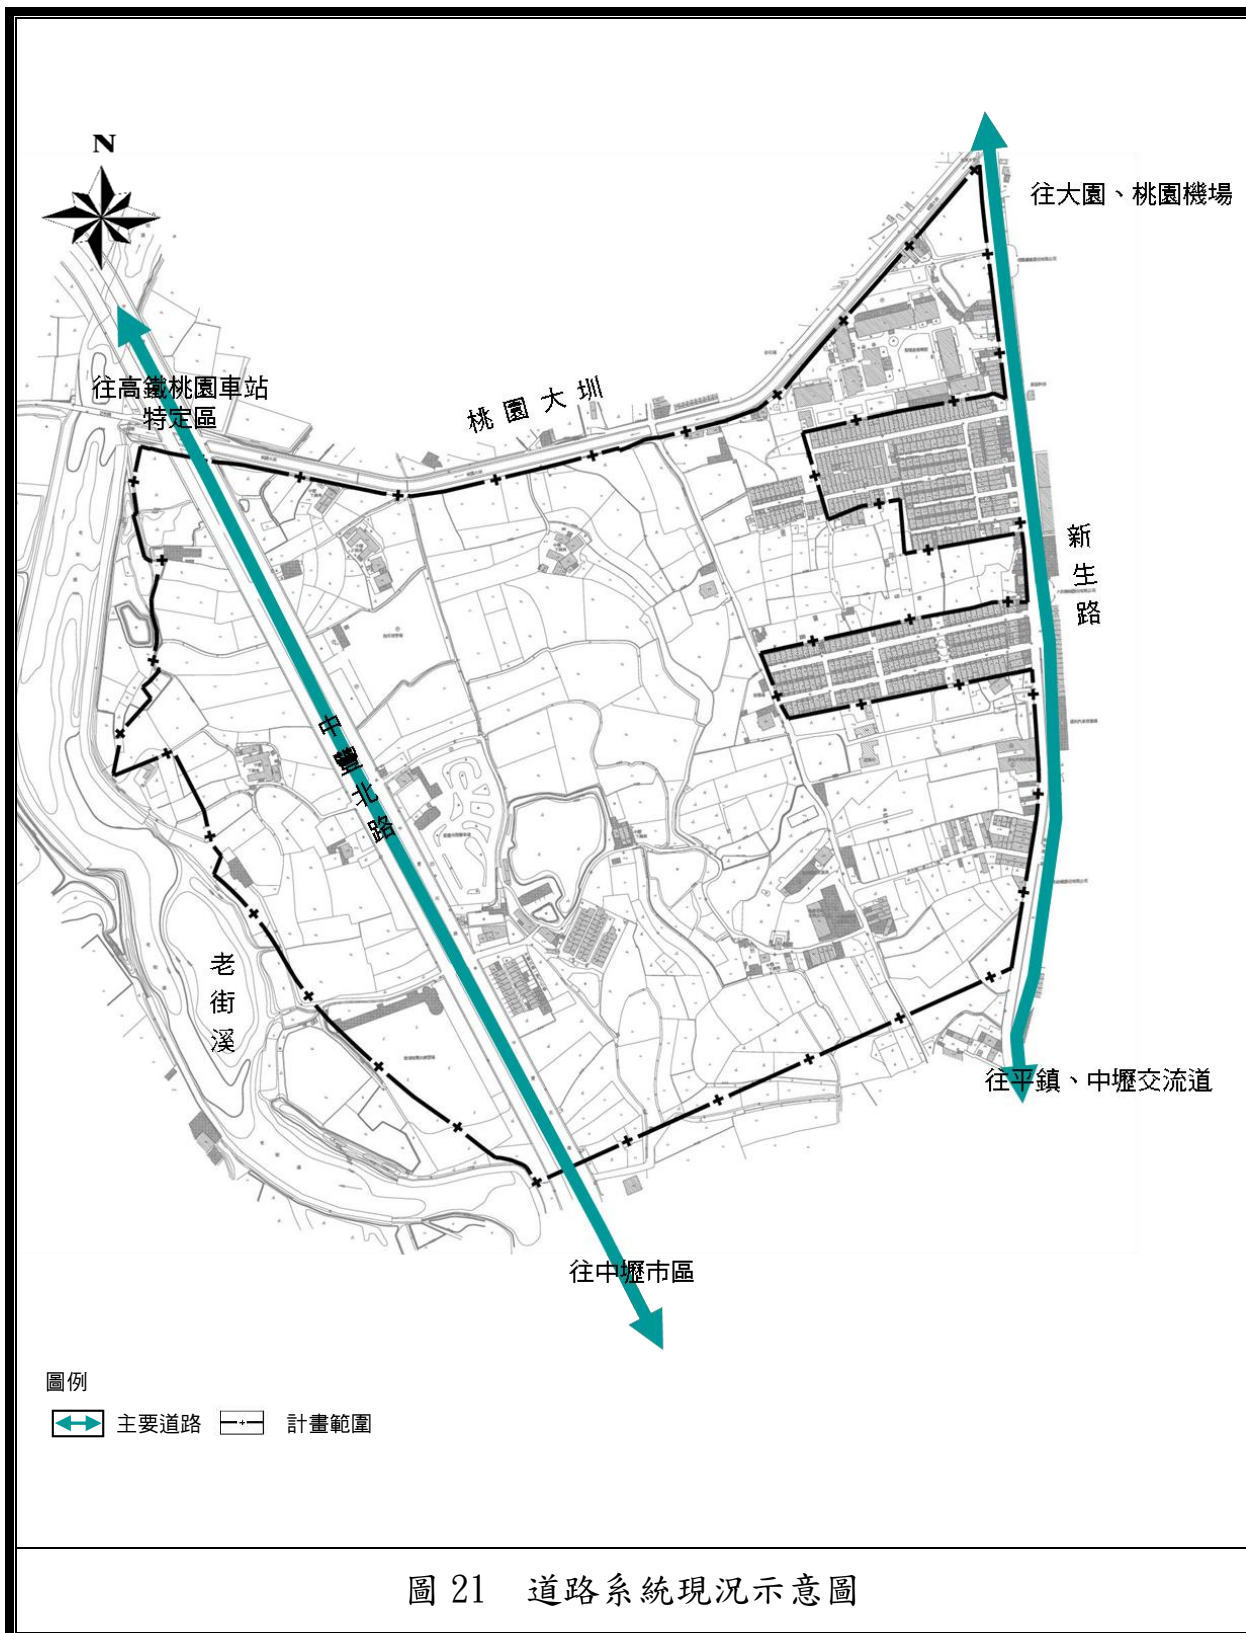 N
往大園、桃園機場
往高鐵桃園車站
特定區
桃園大圳
新生路
中豐北路
老街溪
往平鎮、中壢交流道
往中壢市區
圖例
主要道路
計畫範圍
圖 21 道路系統現況示意圖